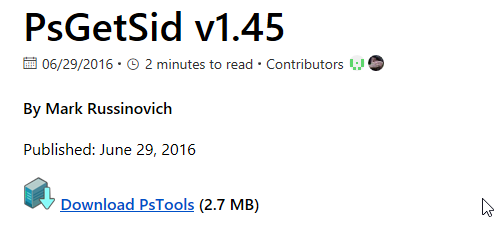 PsGetSid v1.45
06/29/2016 • 2 minutes to read • Contributors
By Mark Russinovich
Published: June 29, 2016
Download PsTools (2.7 MB)